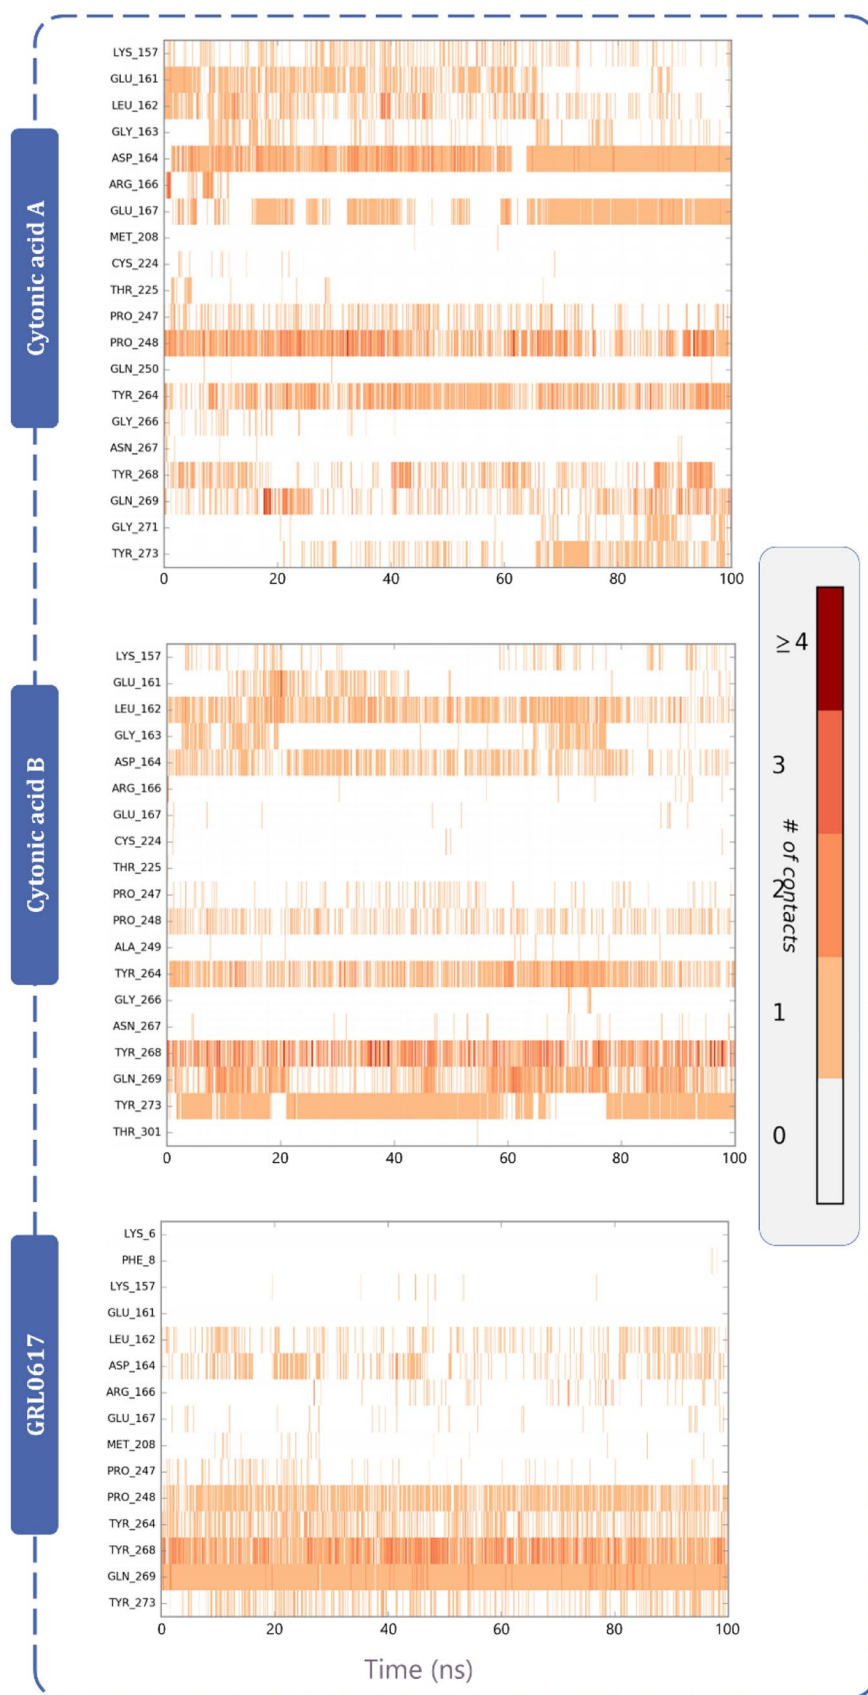 Cytonic acid A
LYS_157
GLU_161
LEU_162
GLY_163
ASP_164
ARG_166
GLU_167
MET_208
CYS_224
THR_225
PRO_247
PRO_248
GLN_250
TYR_264
GLY_266
ASN_267
TYR_268
GLN_269
GLY_271
TYR_273
0 20 40 60 80 100
Cytonic acid B
LYS_157
GLU_161
LEU_162
GLY_163
ASP_164
ARG_166
GLU_167
CYS_224
THR_225
PRO_247
PRO_248
ALA_249
TYR_264
GLY_266
ASN_267
TYR_268
GLN_269
TYR_273
THR_301
0 20 40 60 80 100
≥4
3
2
1
0
# of contacts
GRL0617
LYS_6
PHE_8
LYS_157
GLU_161
LEU_162
ASP_164
ARG_166
GLU_167
MET_208
PRO_247
PRO_248
TYR_264
TYR_268
GLN_269
TYR_273
0 20 40 60 80 100
Time (ns)